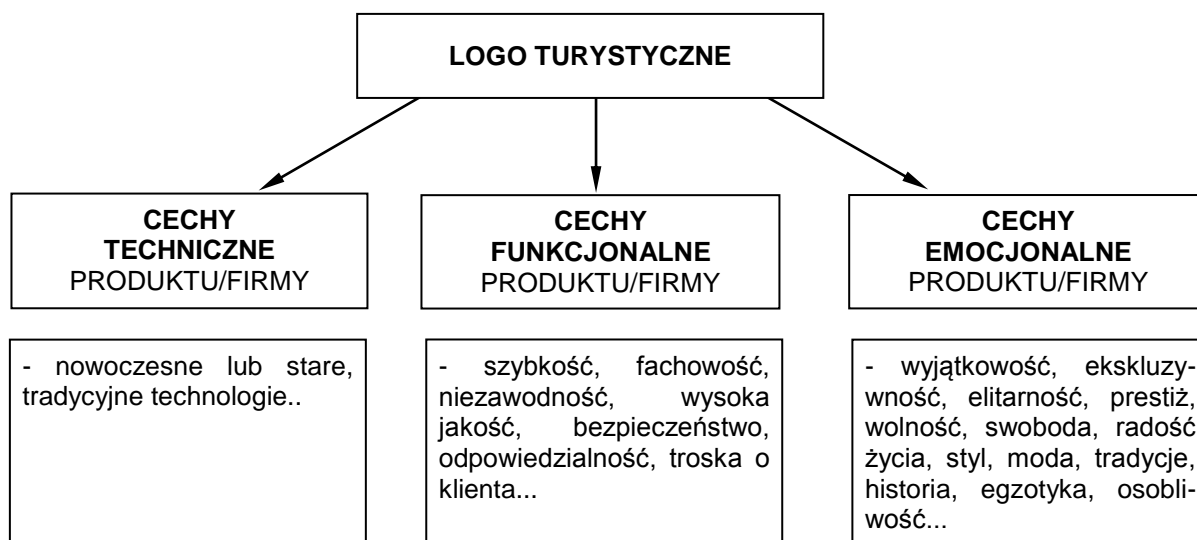 LOGO TURYSTYCZNE
CECHY
TECHNICZNE
PRODUKTU/FIRMY
CECHY
FUNKCJONALNE
PRODUKTU/FIRMY
CECHY
EMOCJONALNE
PRODUKTU/FIRMY
- nowoczesne lub stare,
tradycyjne technologie..
- szybkość, fachowość,
niezawodność, wysoka
jakość, bezpieczeństwo,
odpowiedzialność, troska o
klienta...
- wyjątkowość, ekskluzy-
wność, elitarność, prestiż,
wolność, swoboda, radość
życia, styl, moda, tradycje,
historia, egzotyka, osobli-
wość...